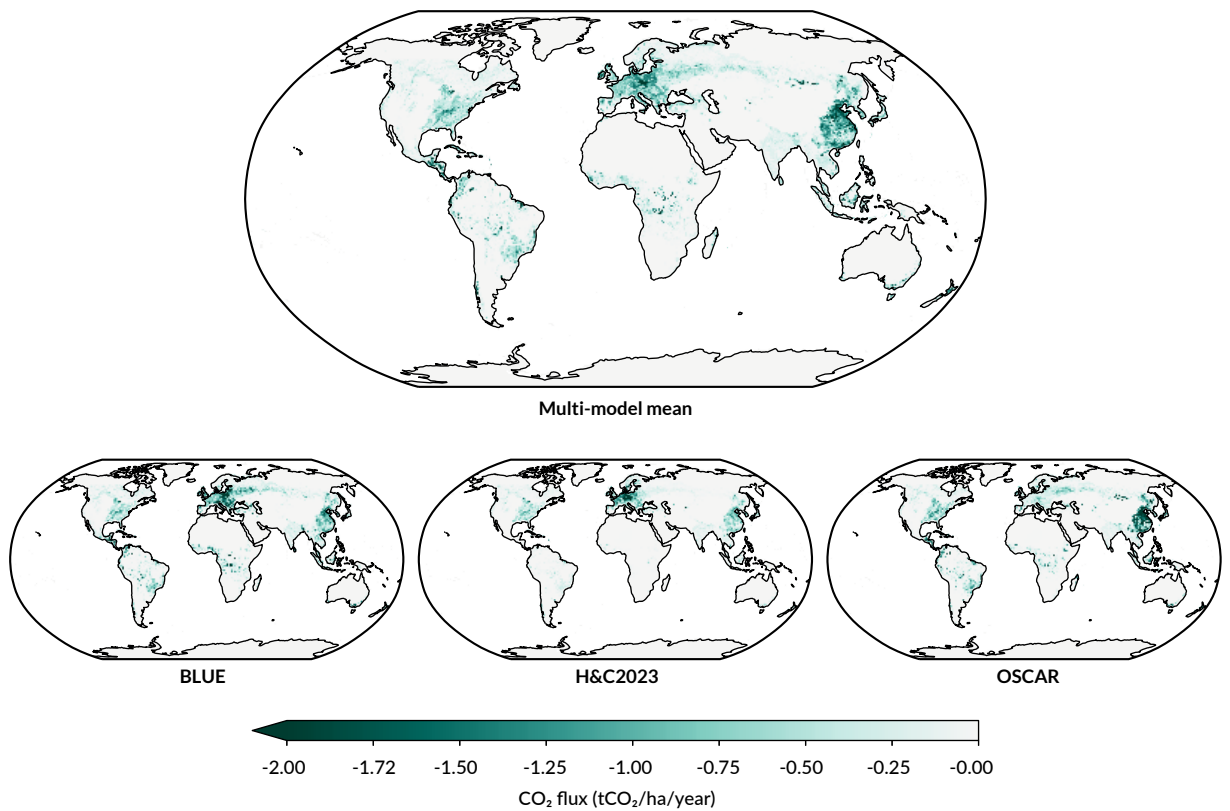 Multi-model mean
BLUE
H&C2023
OSCAR
-2.00 -1.72 -1.50 -1.25 -1.00 -0.75 -0.50 -0.25 -0.00
CO₂ flux (tCO₂/ha/year)